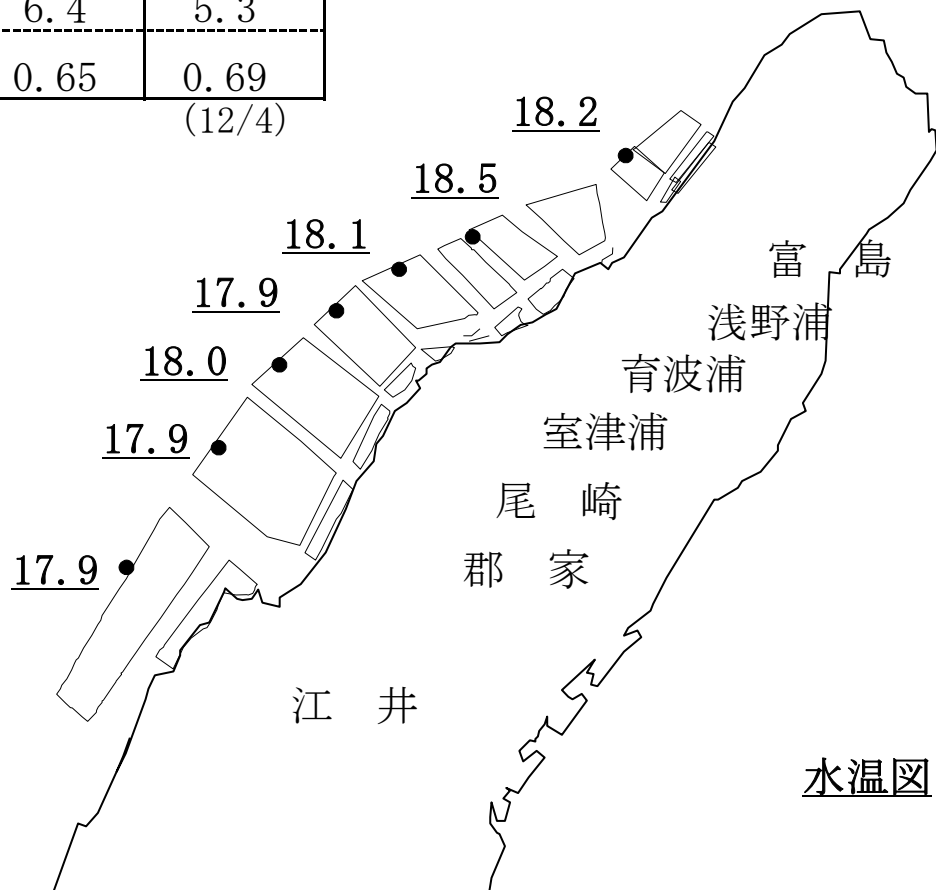 6.4 5.3
0.65 0.69
(12/4)
18.2
18.5
18.1
17.9
18.0
17.9
17.9
富 島
浅野浦
育波浦
室津浦
尾 崎
郡 家
江 井
水温図